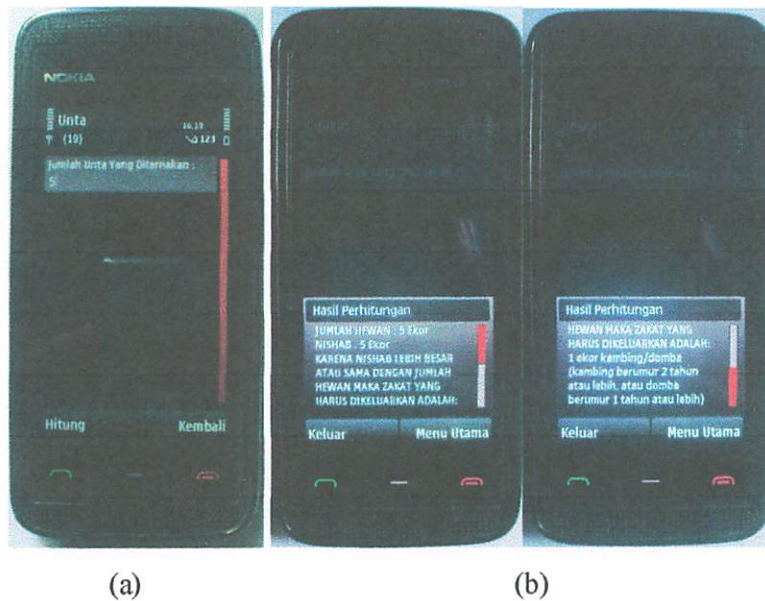 NOKIA
Unta
16.19
(19)
123
Jumlah Unta Yang Diternakan :
5
Hitung
Kembali
Hasil Perhitungan
JUMLAH HEWAN : 5 Ekor
NISHAB : 5 Ekor
KARENA NISHAB LEBIH BESAR
ATAU SAMA DENGAN JUMLAH
HEWAN MAKA ZAKAT YANG
HARUS DIKELUARKAN ADALAH:
Keluar
Menu Utama
Hasil Perhitungan
HEWAN MAKA ZAKAT YANG
HARUS DIKELUARKAN ADALAH:
1 ekor kambing/domba
(kambing berumur 2 tahun
atau lebih, atau domba
berumur 1 tahun atau lebih)
Keluar
Menu Utama
(a)
(b)